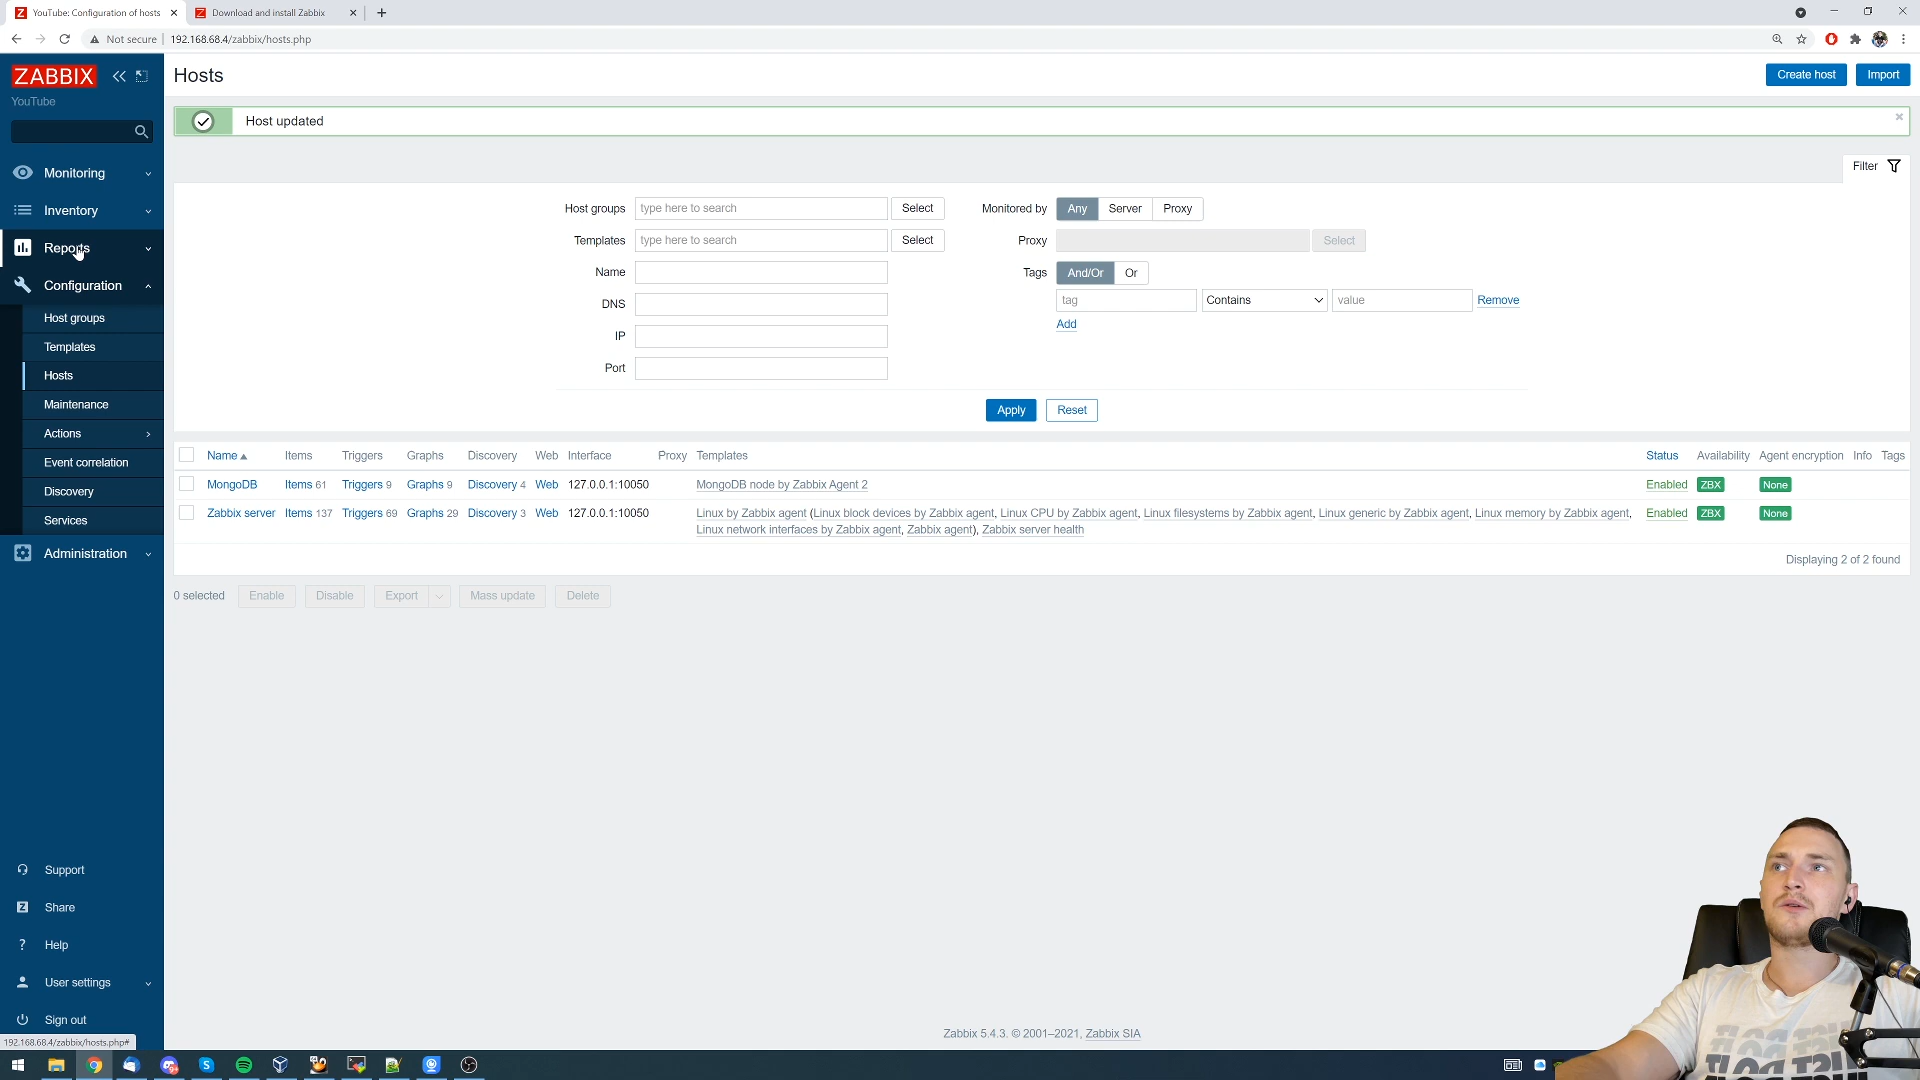 YouTube: Configuration of hosts
Download and install Zabbix
Not secure
192.168.68.4/zabbix/hosts.php
ZABBIX
YouTube
Monitoring
Inventory
Reports
Configuration
Host groups
Templates
Hosts
Maintenance
Actions
Event correlation
Discovery
Services
Administration
Support
Share
Help
User settings
Sign out
192.168.68.4/zabbix/hosts.php#
Hosts
Create host
Import
Host updated
Filter
Host groups type here to search Select
Templates type here to search Select
Name
DNS
IP
Port
Monitored by Any Server Proxy
Proxy Select
Tags And/Or Or
tag Contains value Remove
Add
Apply Reset
Name Items Triggers Graphs Discovery Web Interface Proxy Templates Status Availability Agent encryption Info Tags
MongoDB Items 61 Triggers 9 Graphs 9 Discovery 4 Web 127.0.0.1:10050 MongoDB node by Zabbix Agent 2 Enabled ZBX None
Zabbix server Items 137 Triggers 69 Graphs 29 Discovery 3 Web 127.0.0.1:10050 Linux by Zabbix agent (Linux block devices by Zabbix agent, Linux CPU by Zabbix agent, Linux filesystems by Zabbix agent, Linux generic by Zabbix agent, Linux memory by Zabbix agent, Enabled ZBX None
Linux network interfaces by Zabbix agent, Zabbix agent), Zabbix server health
Displaying 2 of 2 found
0 selected Enable Disable Export Mass update Delete
Zabbix 5.4.3. © 2001–2021, Zabbix SIA